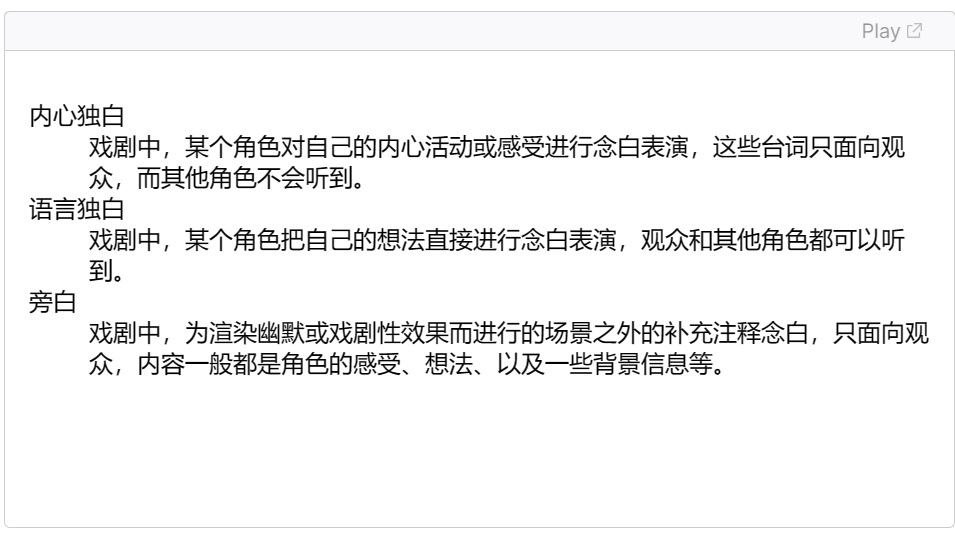 Play
内心独白
戏剧中，某个角色对自己的内心活动或感受进行念白表演，这些台词只面向观
众，而其他角色不会听到。
语言独白
戏剧中，某个角色把自己的想法直接进行念白表演，观众和其他角色都可以听
到。
旁白
戏剧中，为渲染幽默或戏剧性效果而进行的场景之外的补充注释念白，只面向观
众，内容一般都是角色的感受、想法、以及一些背景信息等。